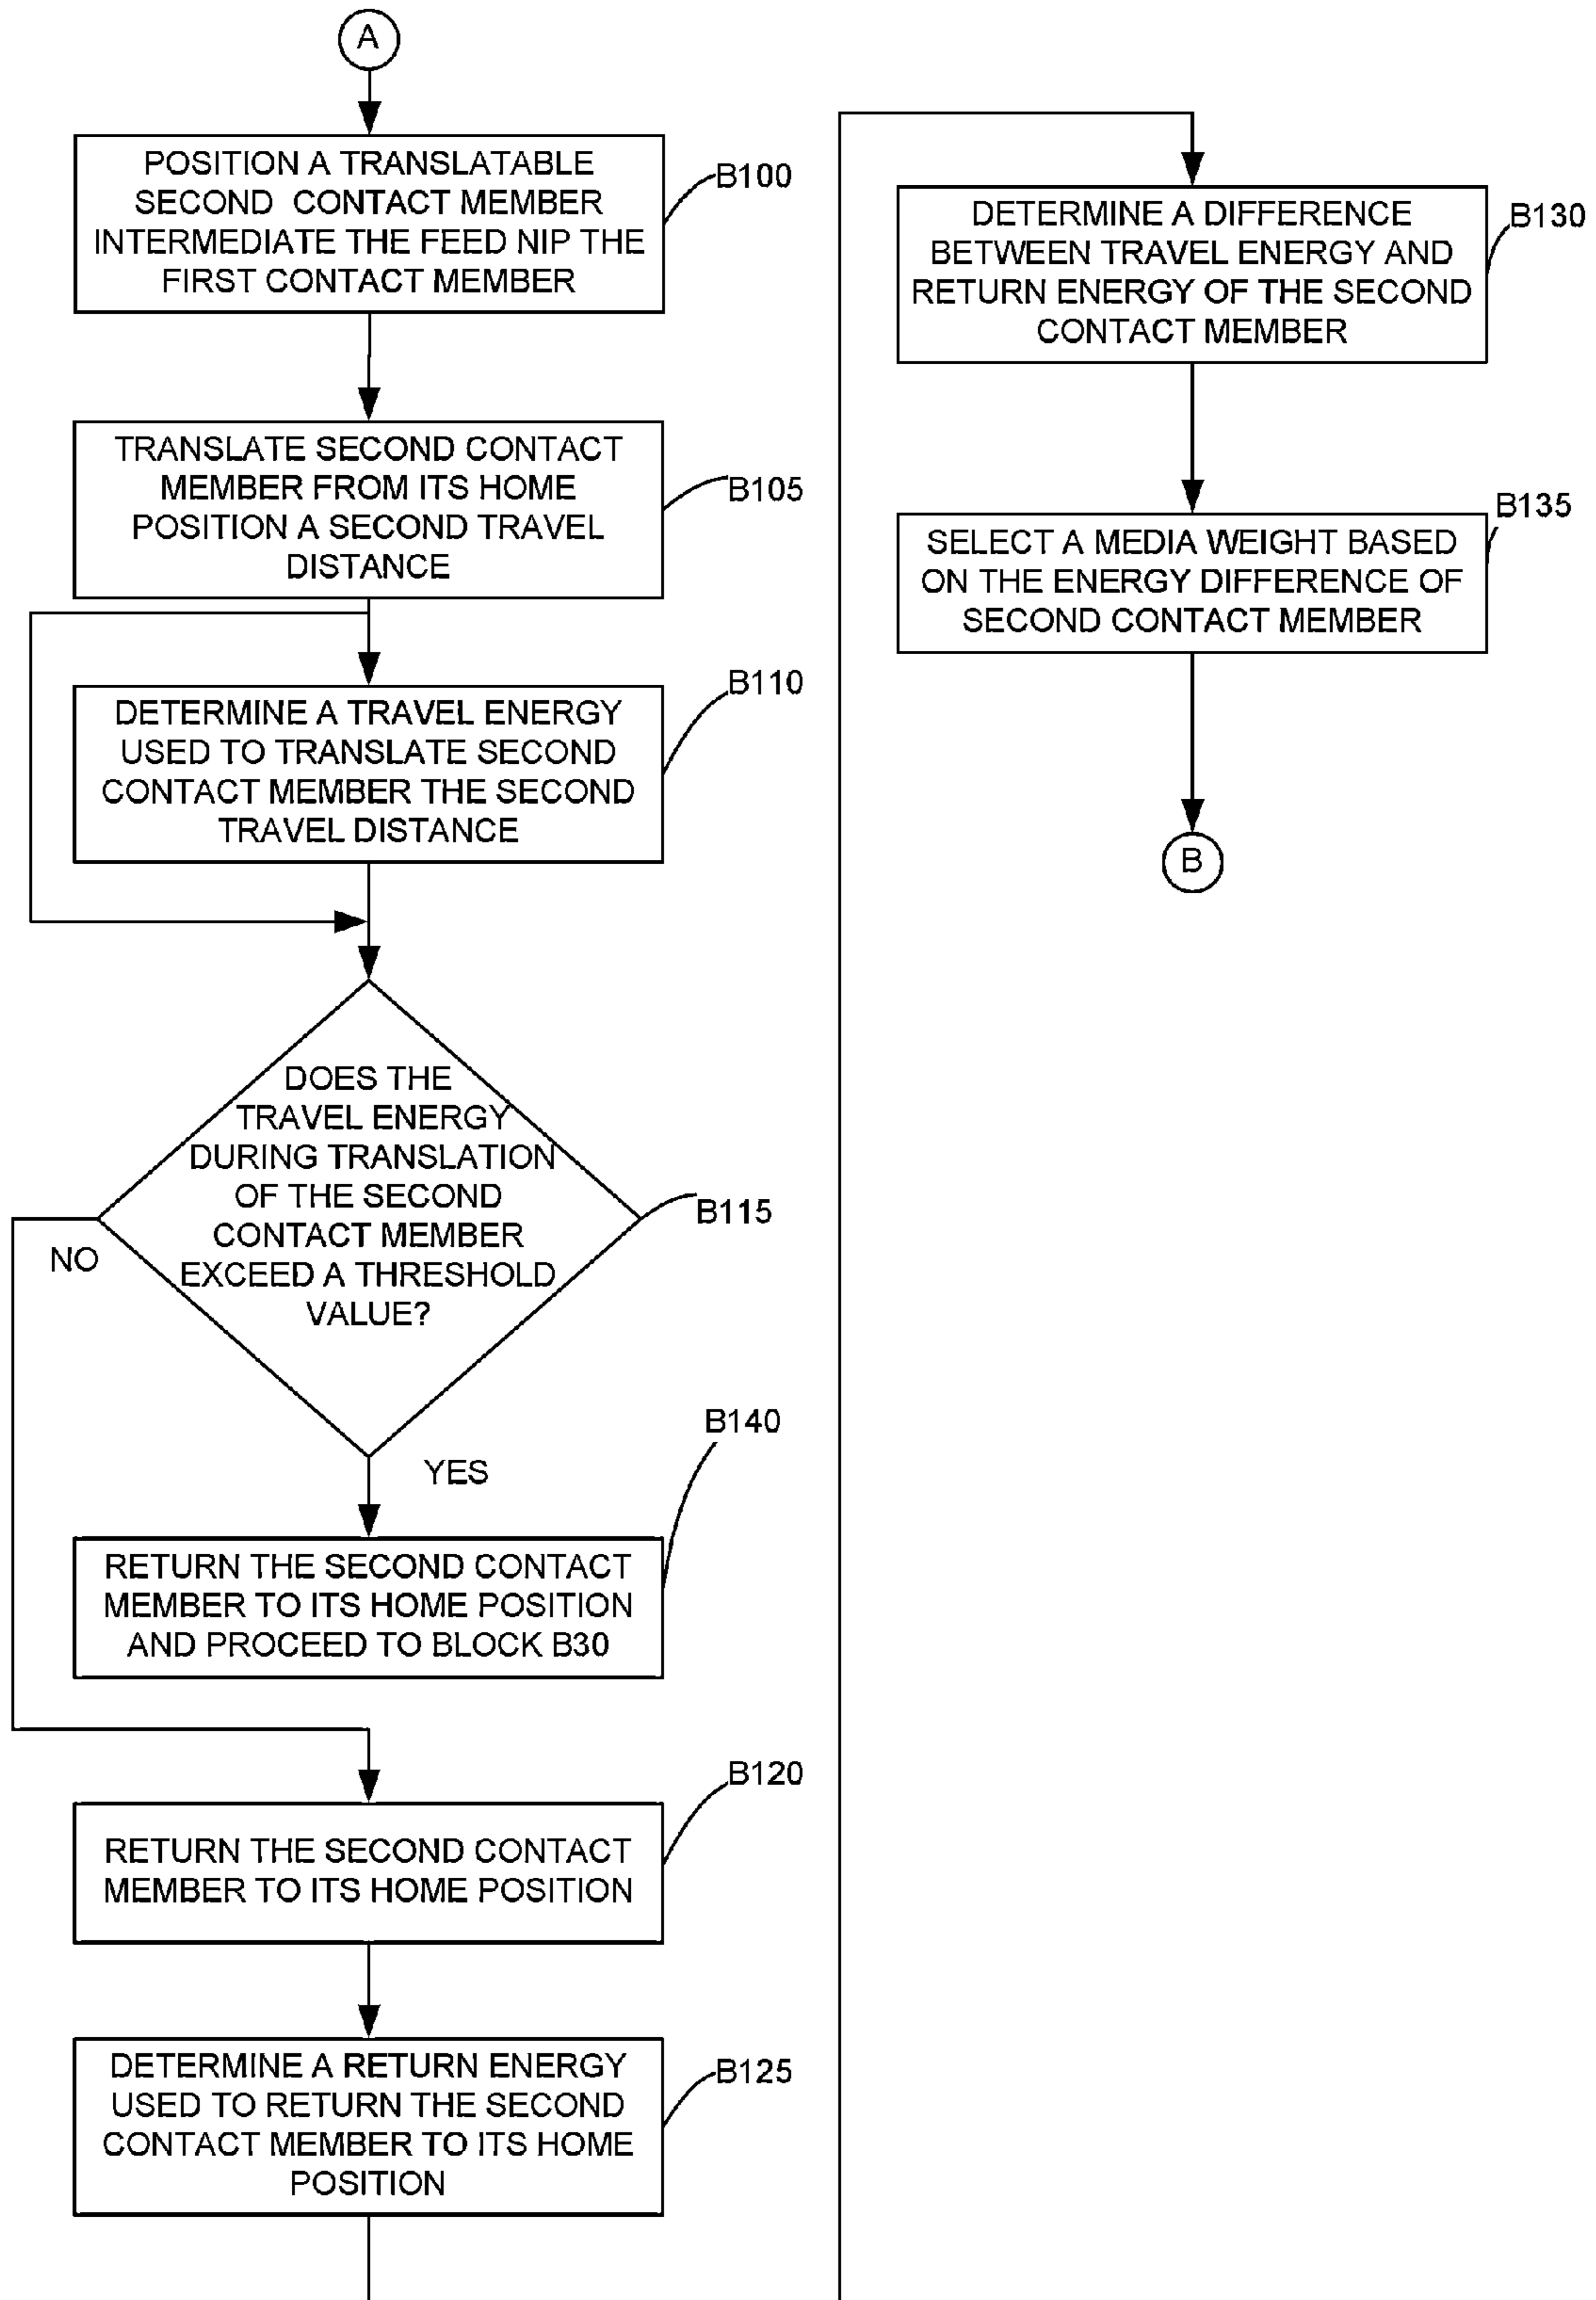 A
POSITION A TRANSLATABLE
SECOND CONTACT MEMBER
INTERMEDIATE THE FEED NIP THE
FIRST CONTACT MEMBER
B100
TRANSLATE SECOND CONTACT
MEMBER FROM ITS HOME
POSITION A SECOND TRAVEL
DISTANCE
B105
DETERMINE A TRAVEL ENERGY
USED TO TRANSLATE SECOND
CONTACT MEMBER THE SECOND
TRAVEL DISTANCE
B110
DOES THE
TRAVEL ENERGY
DURING TRANSLATION
OF THE SECOND
CONTACT MEMBER
EXCEED A THRESHOLD
VALUE?
B115
NO
YES
B140
RETURN THE SECOND CONTACT
MEMBER TO ITS HOME POSITION
AND PROCEED TO BLOCK B30
B120
RETURN THE SECOND CONTACT
MEMBER TO ITS HOME POSITION
DETERMINE A RETURN ENERGY
USED TO RETURN THE SECOND
CONTACT MEMBER TO ITS HOME
POSITION
B125
DETERMINE A DIFFERENCE
BETWEEN TRAVEL ENERGY AND
RETURN ENERGY OF THE SECOND
CONTACT MEMBER
B130
SELECT A MEDIA WEIGHT BASED
ON THE ENERGY DIFFERENCE OF
SECOND CONTACT MEMBER
B135
B